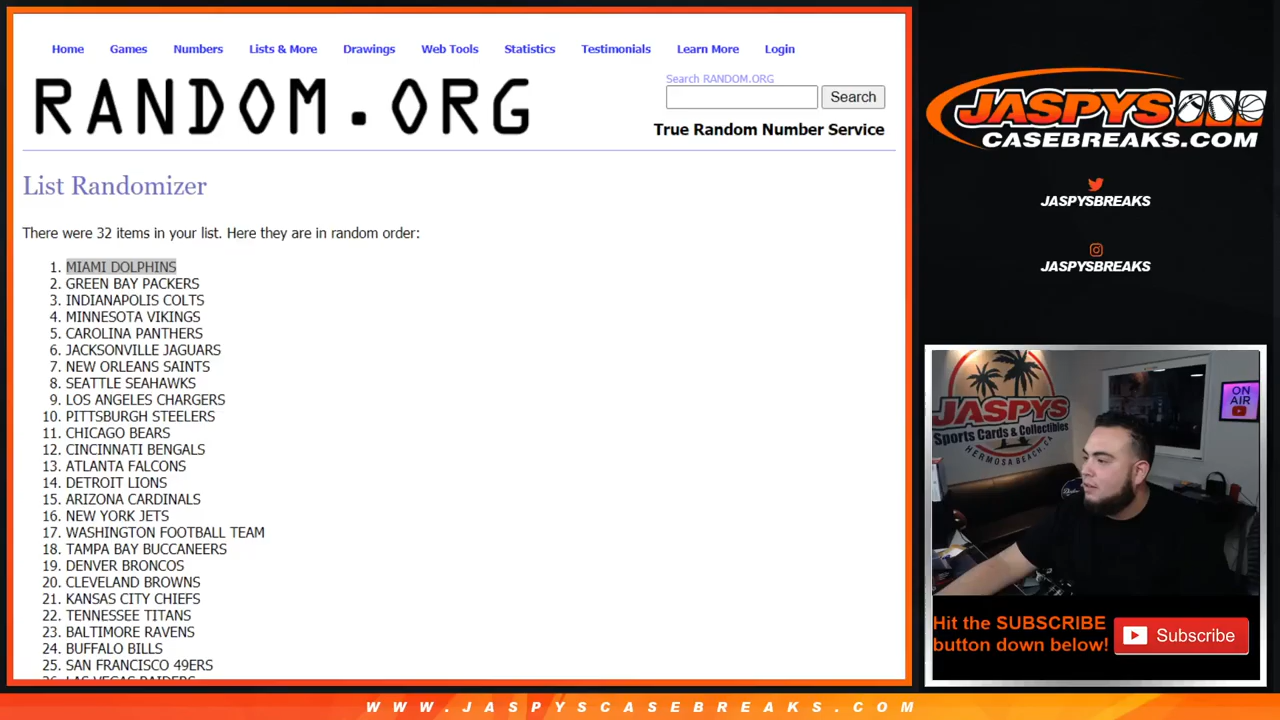 Home Games Numbers Lists & More Drawings Web Tools Statistics Testimonials Learn More Login
RANDOM.ORG
Search RANDOM.ORG
Search
True Random Number Service
List Randomizer
There were 32 items in your list. Here they are in random order:
1. MIAMI DOLPHINS
2. GREEN BAY PACKERS
3. INDIANAPOLIS COLTS
4. MINNESOTA VIKINGS
5. CAROLINA PANTHERS
6. JACKSONVILLE JAGUARS
7. NEW ORLEANS SAINTS
8. SEATTLE SEAHAWKS
9. LOS ANGELES CHARGERS
10. PITTSBURGH STEELERS
11. CHICAGO BEARS
12. CINCINNATI BENGALS
13. ATLANTA FALCONS
14. DETROIT LIONS
15. ARIZONA CARDINALS
16. NEW YORK JETS
17. WASHINGTON FOOTBALL TEAM
18. TAMPA BAY BUCCANEERS
19. DENVER BRONCOS
20. CLEVELAND BROWNS
21. KANSAS CITY CHIEFS
22. TENNESSEE TITANS
23. BALTIMORE RAVENS
24. BUFFALO BILLS
25. SAN FRANCISCO 49ERS
26. LAS VEGAS RAIDERS
JASPYS
CASEBREAKS.COM
JASPYSBREAKS
JASPYSBREAKS
JASPYS
Sports Cards & Collectibles
HERMOSA BEACH, CA
ON
AIR
Hit the SUBSCRIBE
button down below!
Subscribe
WWW.JASPYSCASEBREAKS.COM